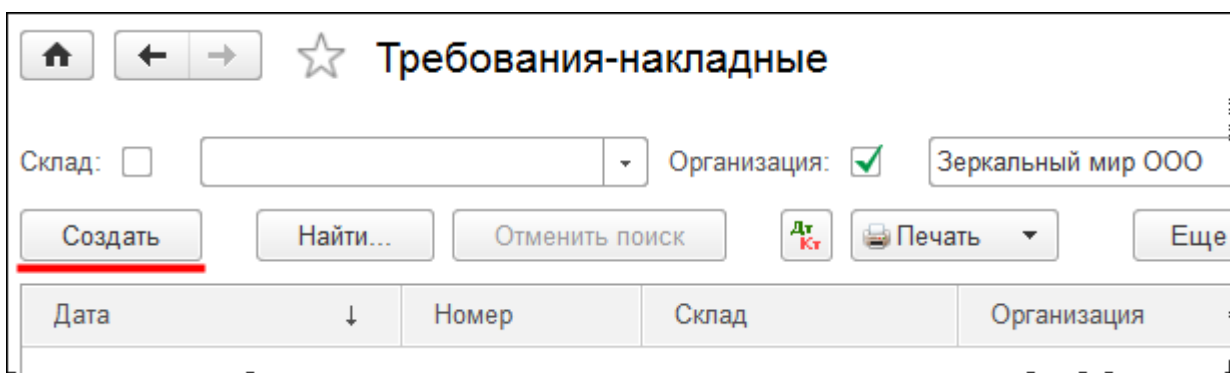 Требования-накладные
Склад: Организация: Зеркальный мир ООО
Создать Найти... Отменить поиск Дт Кт Печать Еще
Дата ↓ Номер Склад Организация